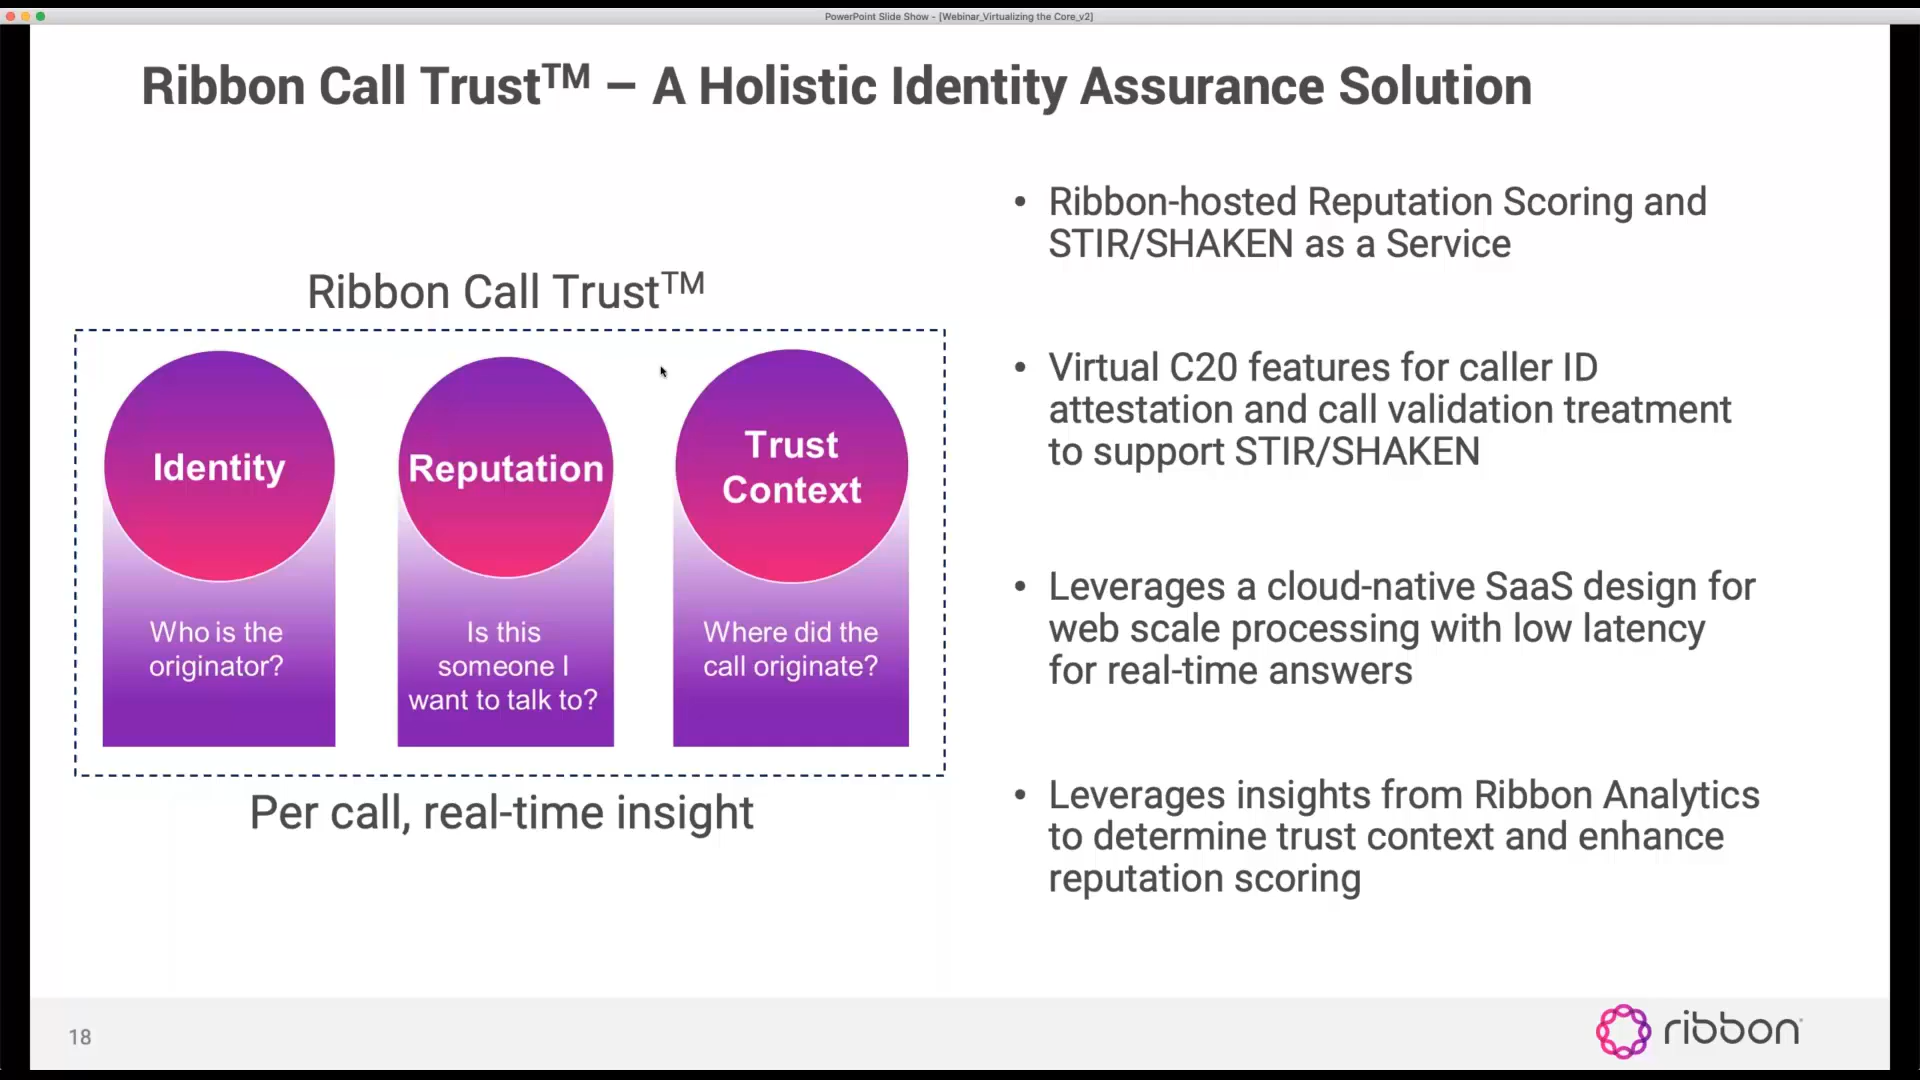 PowerPoint Slide Show - [Webinar_Virtualizing the Core_v2]
Ribbon Call Trust™ – A Holistic Identity Assurance Solution
Ribbon Call Trust™
Identity
Who is the
originator?
Reputation
Is this
someone I
want to talk to?
Trust
Context
Where did the
call originate?
Per call, real-time insight
• Ribbon-hosted Reputation Scoring and
STIR/SHAKEN as a Service
• Virtual C20 features for caller ID
attestation and call validation treatment
to support STIR/SHAKEN
• Leverages a cloud-native SaaS design for
web scale processing with low latency
for real-time answers
• Leverages insights from Ribbon Analytics
to determine trust context and enhance
reputation scoring
18
ribbon